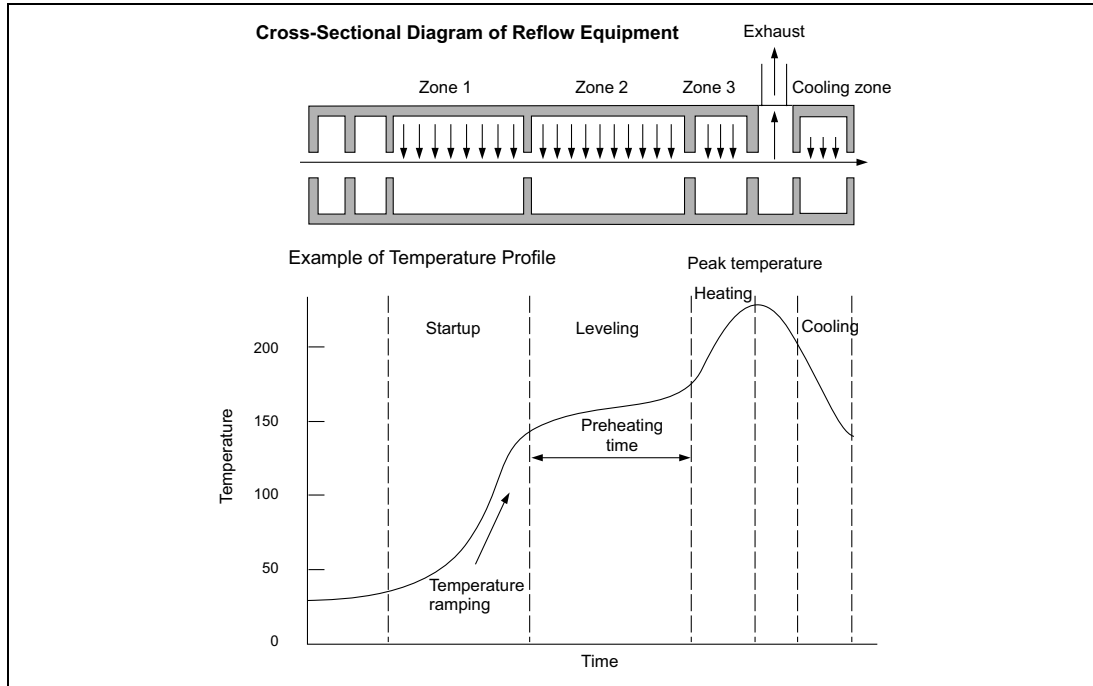 Cross-Sectional Diagram of Reflow Equipment
Exhaust
Zone 1
Zone 2
Zone 3
Cooling zone
Example of Temperature Profile
Peak temperature
Heating
Startup
Leveling
Cooling
200
150
Preheating
time
100
50
Temperature
ramping
0
Temperature
Time